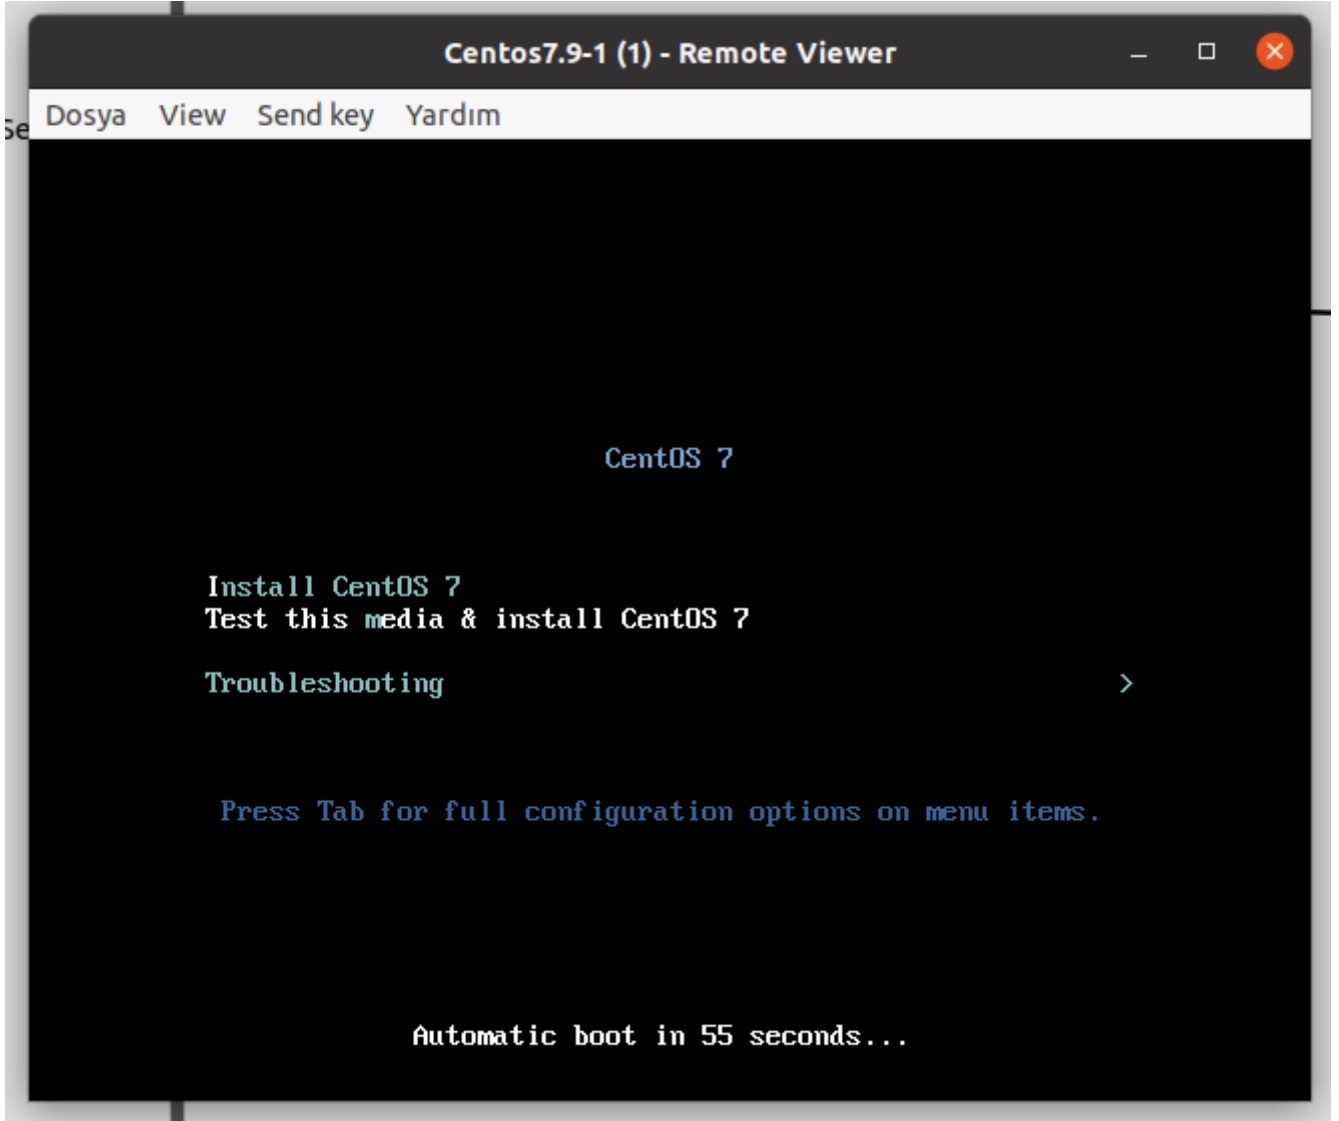 Centos7.9-1 (1) - Remote Viewer
Dosya View Send key Yardım
Se
CentOS 7
Install CentOS 7
Test this media & install CentOS 7
Troubleshooting >
Press Tab for full configuration options on menu items.
Automatic boot in 55 seconds...